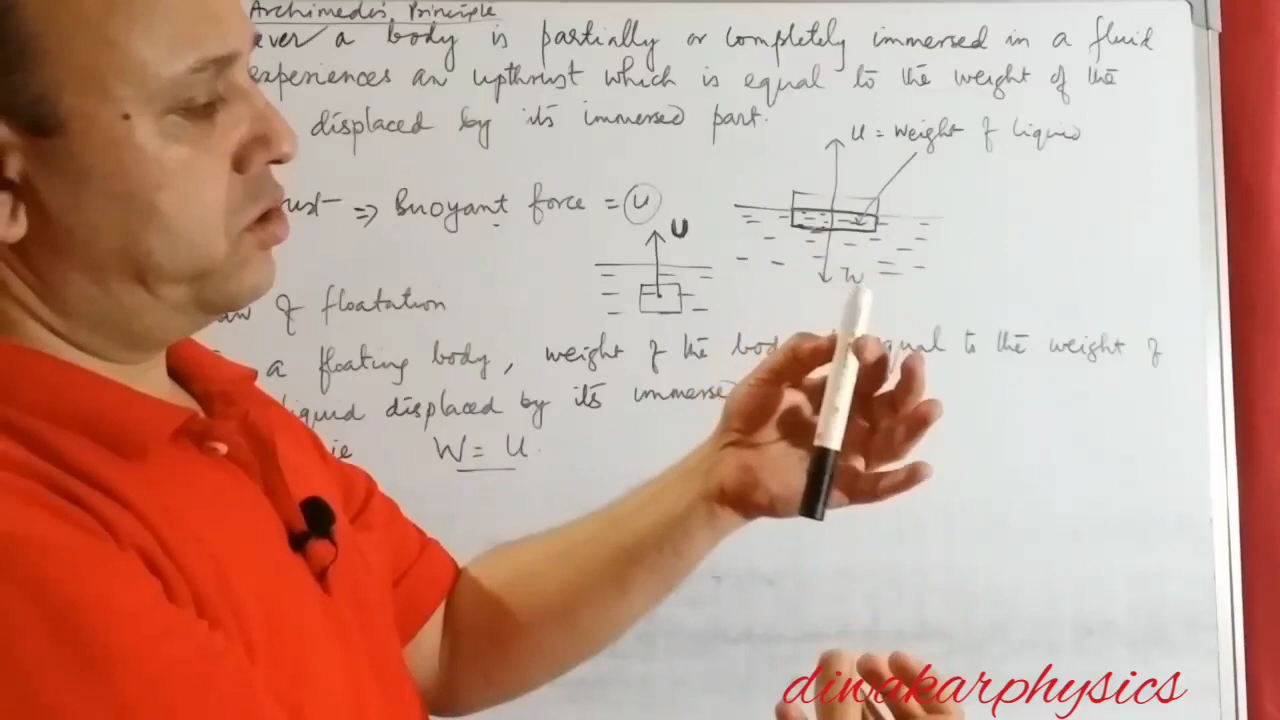 Archimedes Principle
ever a body is partially or completely immersed in a fluid
experiences an upthrust which is equal to the weight of the
displaced by its immersed part.
U = Weight of liquid
ust => Buoyant force = U
U
W
of floatation
a floating body, weight of the body equal to the weight of
liquid displaced by its immerse
ie W = U
dinakarphysics